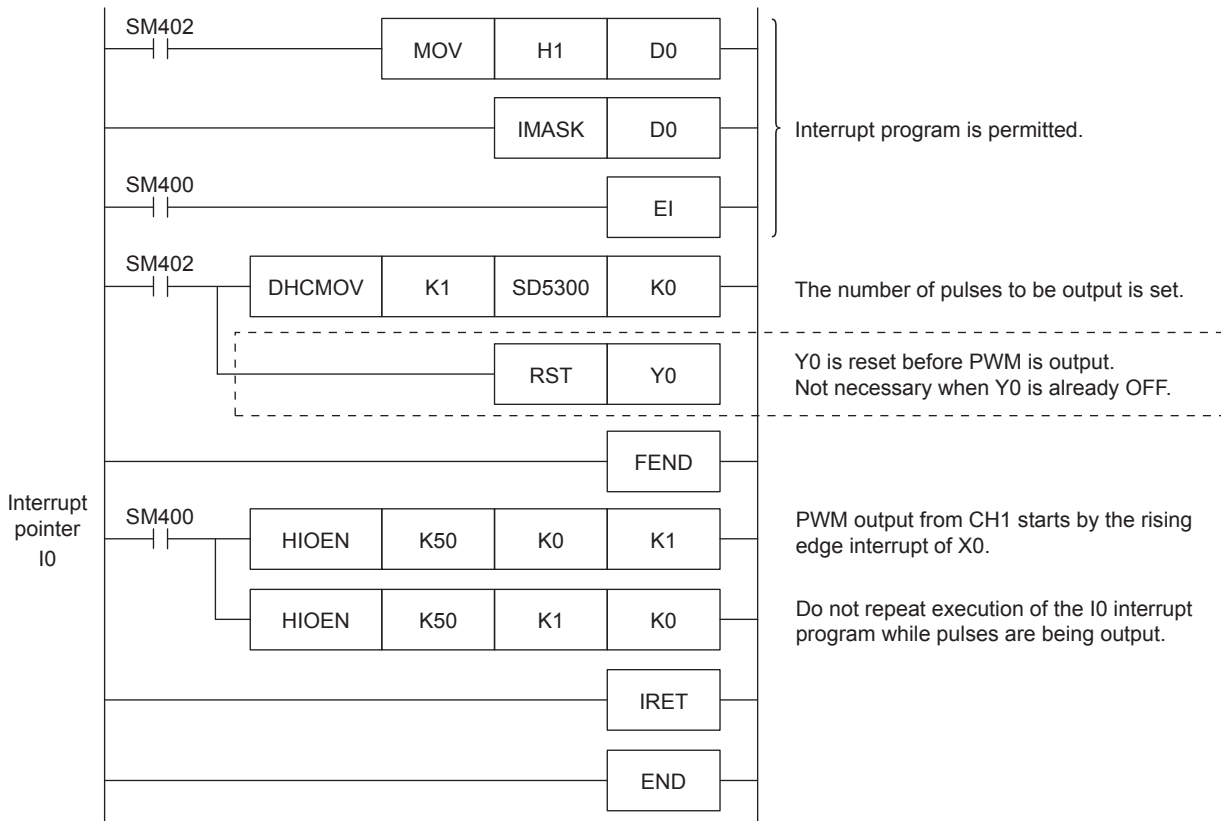 SM402
MOV H1 D0
IMASK D0
Interrupt program is permitted.
SM400
EI
SM402
DHCMOV K1 SD5300 K0
The number of pulses to be output is set.
RST Y0
Y0 is reset before PWM is output.
Not necessary when Y0 is already OFF.
FEND
Interrupt
pointer
I0
SM400
HIOEN K50 K0 K1
PWM output from CH1 starts by the rising
edge interrupt of X0.
HIOEN K50 K1 K0
Do not repeat execution of the I0 interrupt
program while pulses are being output.
IRET
END